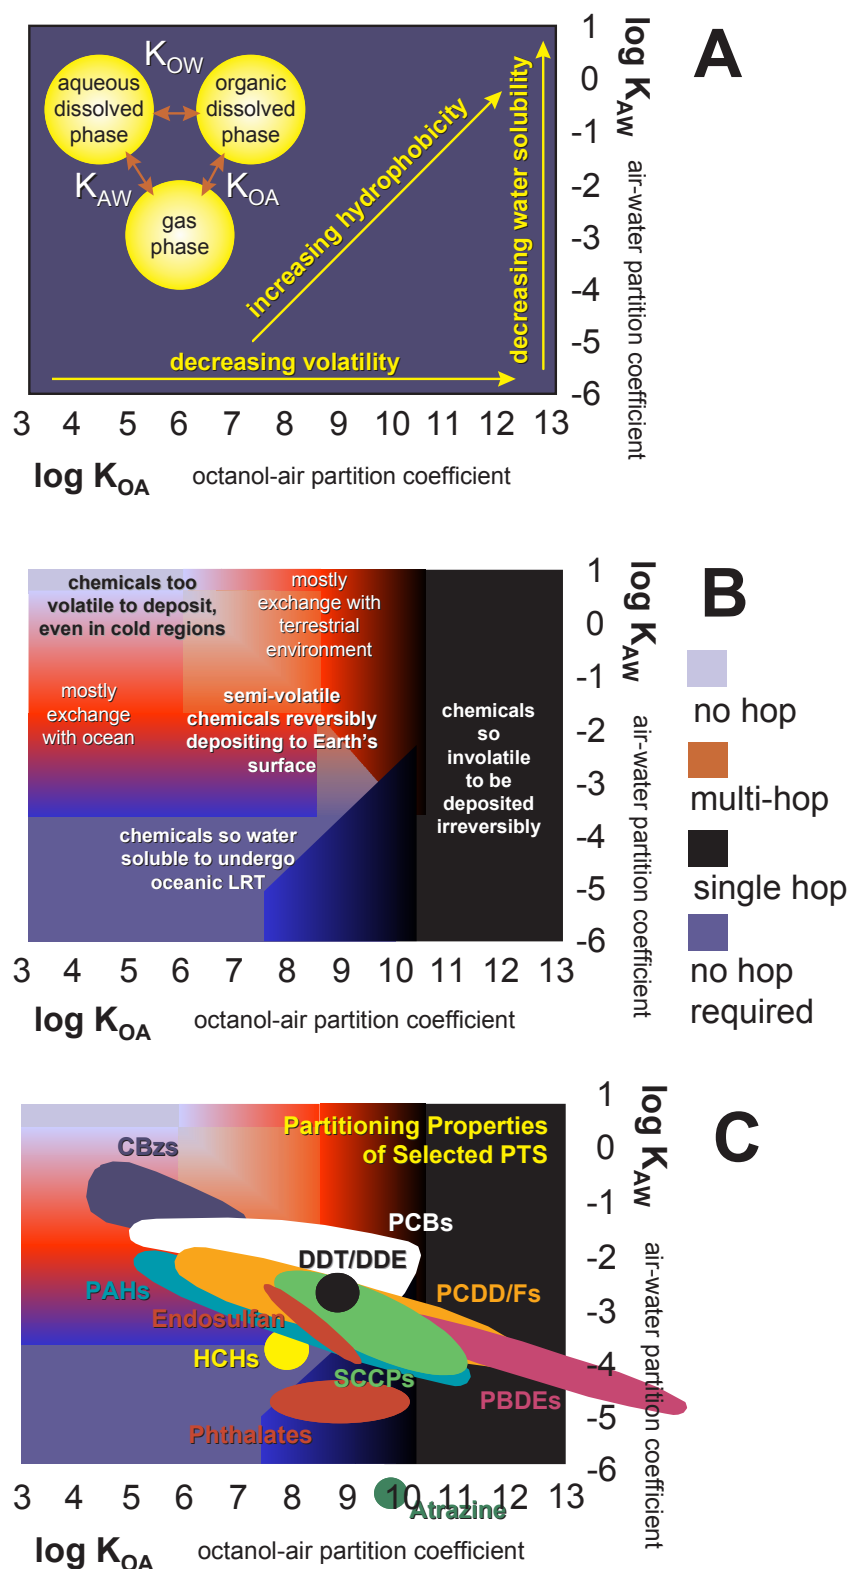 A
K_OW
aqueous
dissolved
phase
organic
dissolved
phase
K_AW
K_OA
gas
phase
increasing hydrophobicity
decreasing water solubility
decreasing volatility
1
0
-1
-2
-3
-4
-5
-6
log K_AW
air-water partition coefficient
3 4 5 6 7 8 9 10 11 12 13
log K_OA octanol-air partition coefficient
B
chemicals too
volatile to deposit,
even in cold regions
mostly
exchange with
terrestrial
environment
mostly
exchange
with ocean
semi-volatile
chemicals reversibly
depositing to Earth's
surface
chemicals
so
involatile
to be
deposited
irreversibly
chemicals so water
soluble to undergo
oceanic LRT
1
0
-1
-2
-3
-4
-5
-6
log K_AW
air-water partition coefficient
no hop
multi-hop
single hop
no hop
required
3 4 5 6 7 8 9 10 11 12 13
log K_OA octanol-air partition coefficient
C
Partitioning Properties
of Selected PTS
CBzs
PCBs
DDT/DDE
PAHs
PCDD/Fs
Endosulfan
HCHs
SCCPs
PBDEs
Phthalates
1
0
-1
-2
-3
-4
-5
-6
log K_AW
air-water partition coefficient
3 4 5 6 7 8 9 10 11 12 13
Atrazine
log K_OA octanol-air partition coefficient